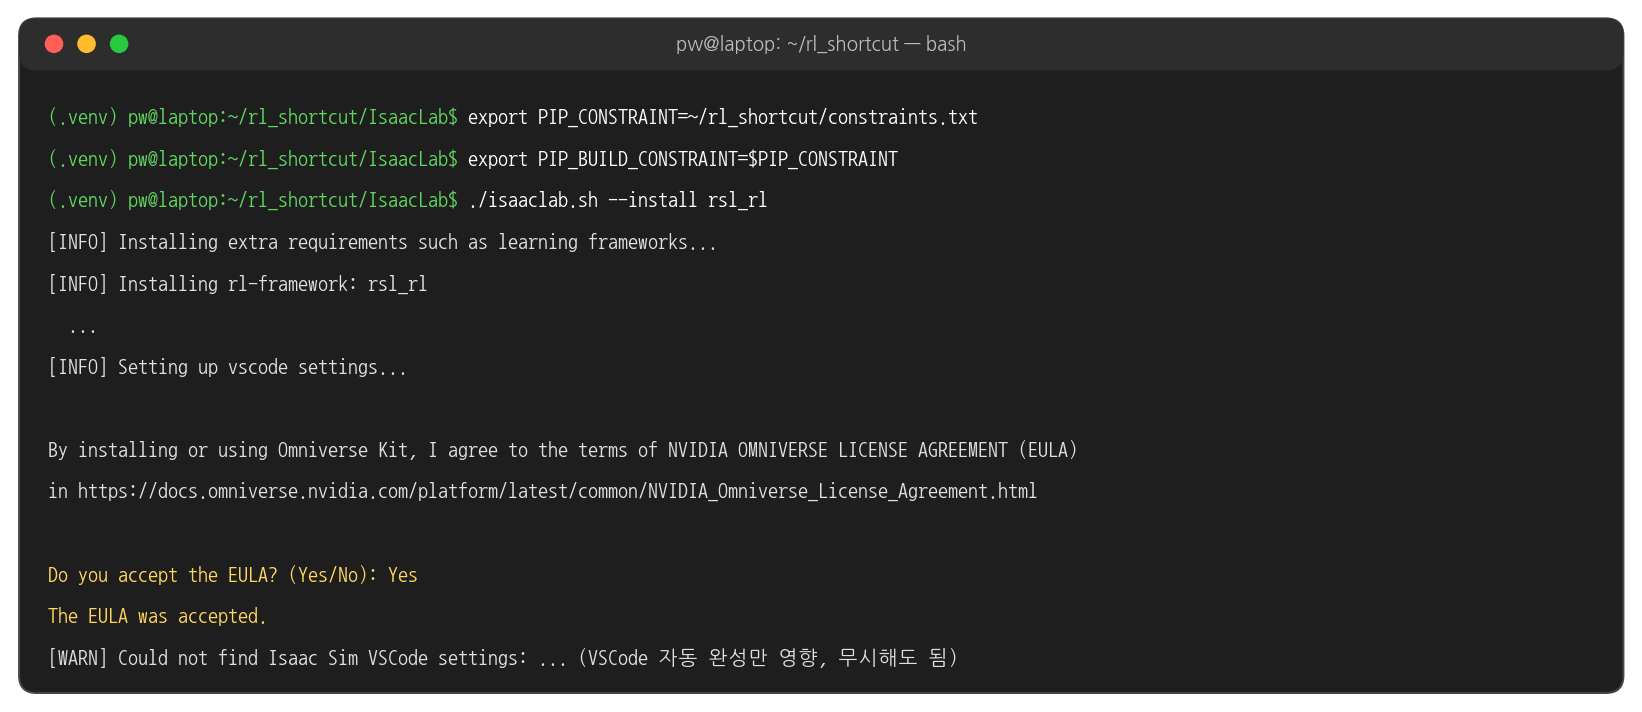 pw@laptop: ~/rl_shortcut — bash
(.venv) pw@laptop:~/rl_shortcut/IsaacLab$ export PIP_CONSTRAINT=~/rl_shortcut/constraints.txt
(.venv) pw@laptop:~/rl_shortcut/IsaacLab$ export PIP_BUILD_CONSTRAINT=$PIP_CONSTRAINT
(.venv) pw@laptop:~/rl_shortcut/IsaacLab$ ./isaaclab.sh --install rsl_rl
[INFO] Installing extra requirements such as learning frameworks...
[INFO] Installing rl-framework: rsl_rl
...
[INFO] Setting up vscode settings...
By installing or using Omniverse Kit, I agree to the terms of NVIDIA OMNIVERSE LICENSE AGREEMENT (EULA)
in https://docs.omniverse.nvidia.com/platform/latest/common/NVIDIA_Omniverse_License_Agreement.html
Do you accept the EULA? (Yes/No): Yes
The EULA was accepted.
[WARN] Could not find Isaac Sim VSCode settings: ... (VSCode 자동 완성만 영향, 무시해도 됨)